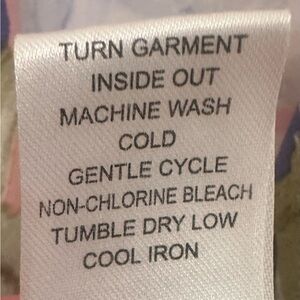 TURN GARMENT
INSIDE OUT
MACHINE WASH
COLD
GENTLE CYCLE
NON-CHLORINE BLEACH
TUMBLE DRY LOW
COOL IRON